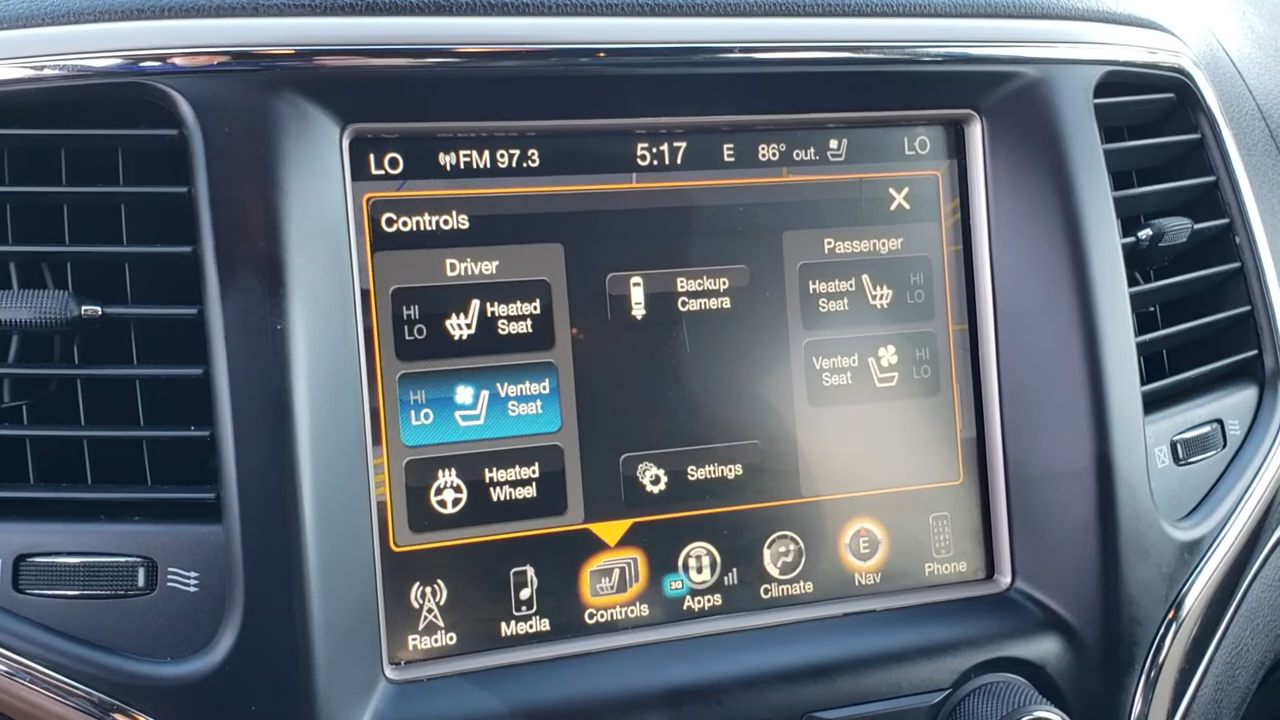 LO FM 97.3 5:17 E 86° out. LO
Controls X
Driver
HI
LO
Heated
Seat
HI
LO
Vented
Seat
Heated
Wheel
Backup
Camera
Settings
Passenger
Heated
Seat
HI
LO
Vented
Seat
HI
LO
Radio
Media
Controls
3G
Apps
Climate
E
Nav
Phone